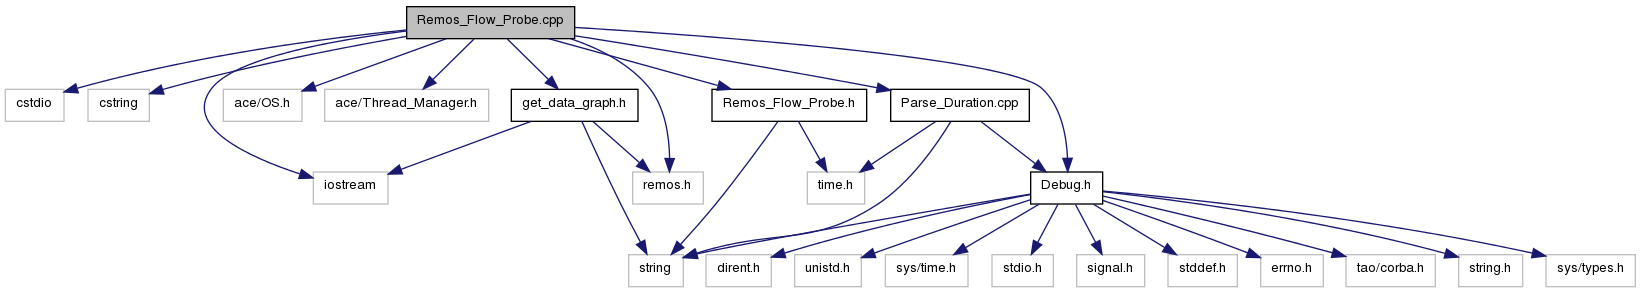 Remos_Flow_Probe.cpp
cstdio
cstring
ace/OS.h
ace/Thread_Manager.h
get_data_graph.h
Remos_Flow_Probe.h
Parse_Duration.cpp
iostream
remos.h
time.h
Debug.h
string
dirent.h
unistd.h
sys/time.h
stdio.h
signal.h
stddef.h
errno.h
tao/corba.h
string.h
sys/types.h